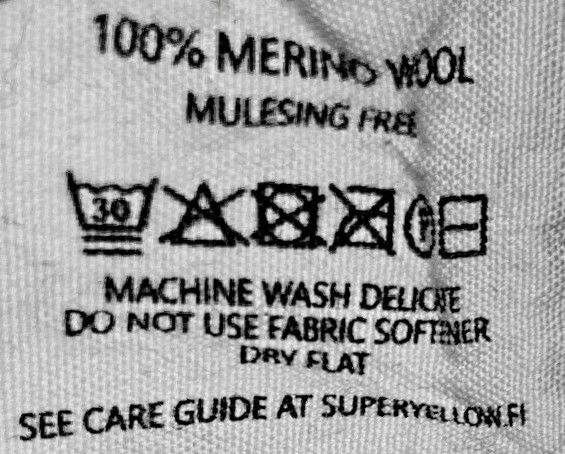 100% MERINO WOOL
MULESING FREE
30
MACHINE WASH DELICATE
DO NOT USE FABRIC SOFTENER
DRY FLAT
SEE CARE GUIDE AT SUPERYELLOW.FI